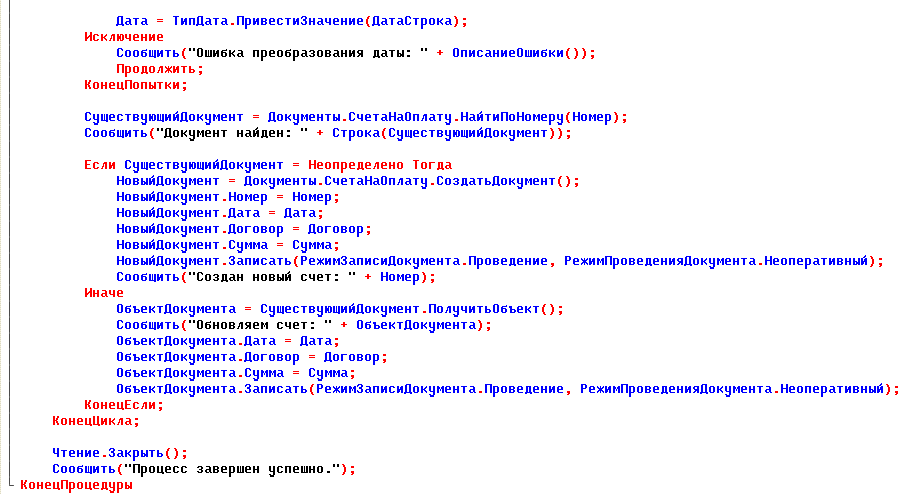 Дата = ТипДата.ПривестиЗначение(ДатаСтрока);
Исключение
Сообщить("Ошибка преобразования даты: " + ОписаниеОшибки());
Продолжить;
КонецПопытки;
СуществующийДокумент = Документы.СчетаНаОплату.НайтиПоНомеру(Номер);
Сообщить("Документ найден: " + Строка(СуществующийДокумент));
Если СуществующийДокумент = Неопределено Тогда
НовыйДокумент = Документы.СчетаНаОплату.СоздатьДокумент();
НовыйДокумент.Номер = Номер;
НовыйДокумент.Дата = Дата;
НовыйДокумент.Договор = Договор;
НовыйДокумент.Сумма = Сумма;
НовыйДокумент.Записать(РежимЗаписиДокумента.Проведение, РежимПроведенияДокумента.Неоперативный);
Сообщить("Создан новый счет: " + Номер);
Иначе
ОбъектДокумента = СуществующийДокумент.ПолучитьОбъект();
Сообщить("Обновляем счет: " + ОбъектДокумента);
ОбъектДокумента.Дата = Дата;
ОбъектДокумента.Договор = Договор;
ОбъектДокумента.Сумма = Сумма;
ОбъектДокумента.Записать(РежимЗаписиДокумента.Проведение, РежимПроведенияДокумента.Неоперативный);
КонецЕсли;
КонецЦикла;
Чтение.Закрыть();
Сообщить("Процесс завершен успешно.");
КонецПроцедуры